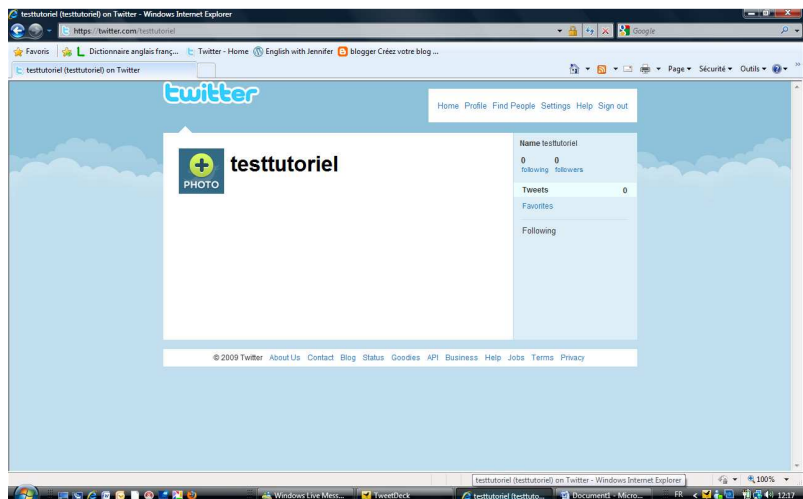 testtutoriel (testtutoriel) on Twitter - Windows Internet Explorer
https://twitter.com/testtutoriel
Google
Favoris L Dictionnaire anglais franç... Twitter - Home English with Jennifer blogger Créez votre blog ...
testtutoriel (testtutoriel) on Twitter
Page Sécurité Outils
twitter
Home Profile Find People Settings Help Sign out
PHOTO
testtutoriel
Name testtutoriel
0 0
following followers
Tweets 0
Favorites
Following
© 2009 Twitter About Us Contact Blog Status Goodies API Business Help Jobs Terms Privacy
testtutoriel (testtutoriel) on Twitter - Windows Internet Explorer
100%
Windows Live Mess... TweetDeck testtutoriel (testtuto... Document1 - Micro... FR 12:17